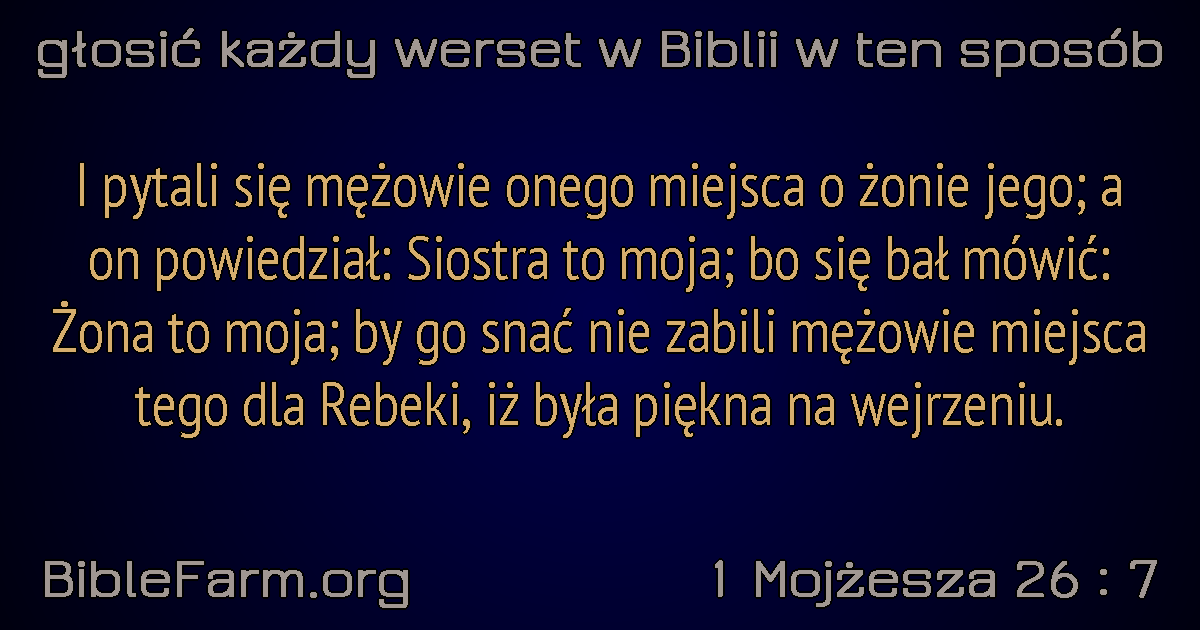 głosić każdy werset w Biblii w ten sposób
I pytali się mężowie onego miejsca o żonie jego; a
on powiedział: Siostra to moja; bo się bał mówić:
Żona to moja; by go snać nie zabili mężowie miejsca
tego dla Rebeki, iż była piękna na wejrzeniu.
BibleFarm.org
1 Mojżesza 26 : 7